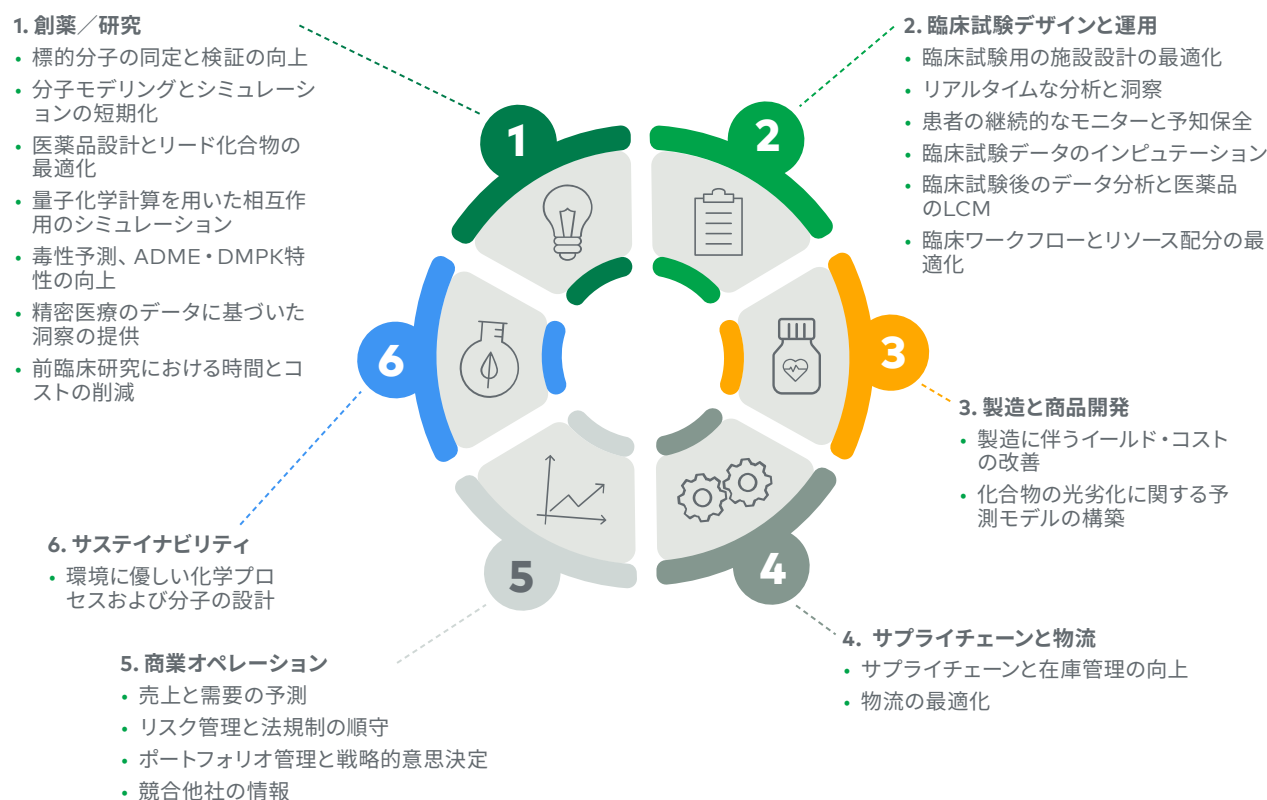 1. 創薬／研究
• 標的分子の同定と検証の向上
• 分子モデリングとシミュレーシ
ョンの短期化
• 医薬品設計とリード化合物の
最適化
• 量子化学計算を用いた相互作
用のシミュレーション
• 毒性予測、ADME・DMPK特
性の向上
• 精密医療のデータに基づいた
洞察の提供
• 前臨床研究における時間とコ
ストの削減
2. 臨床試験デザインと運用
• 臨床試験用の施設設計の最適化
• リアルタイムな分析と洞察
• 患者の継続的なモニターと予知保全
• 臨床試験データのインピュテーション
• 臨床試験後のデータ分析と医薬品
のLCM
• 臨床ワークフローとリソース配分の最
適化
1
2
3
4
5
6
3. 製造と商品開発
• 製造に伴うイールド・コスト
の改善
• 化合物の光劣化に関する予
測モデルの構築
4. サプライチェーンと物流
• サプライチェーンと在庫管理の向上
• 物流の最適化
5. 商業オペレーション
• 売上と需要の予測
• リスク管理と法規制の順守
• ポートフォリオ管理と戦略的意思決定
• 競合他社の情報
6. サステイナビリティ
• 環境に優しい化学プロ
セスおよび分子の設計